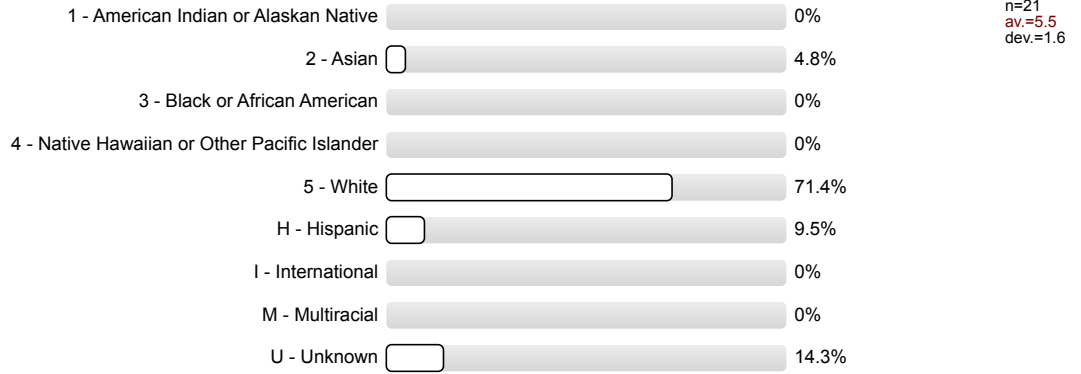 1 - American Indian or Alaskan Native 0%
n=21
av.=5.5
dev.=1.6
2 - Asian 4.8%
3 - Black or African American 0%
4 - Native Hawaiian or Other Pacific Islander 0%
5 - White 71.4%
H - Hispanic 9.5%
I - International 0%
M - Multiracial 0%
U - Unknown 14.3%